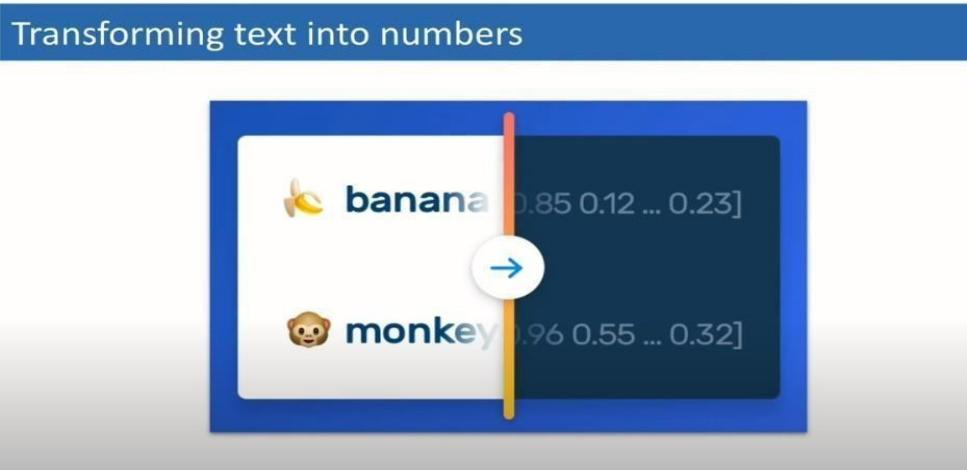 Transforming text into numbers
banana .85 0.12 ... 0.23]
monkey .96 0.55 ... 0.32]